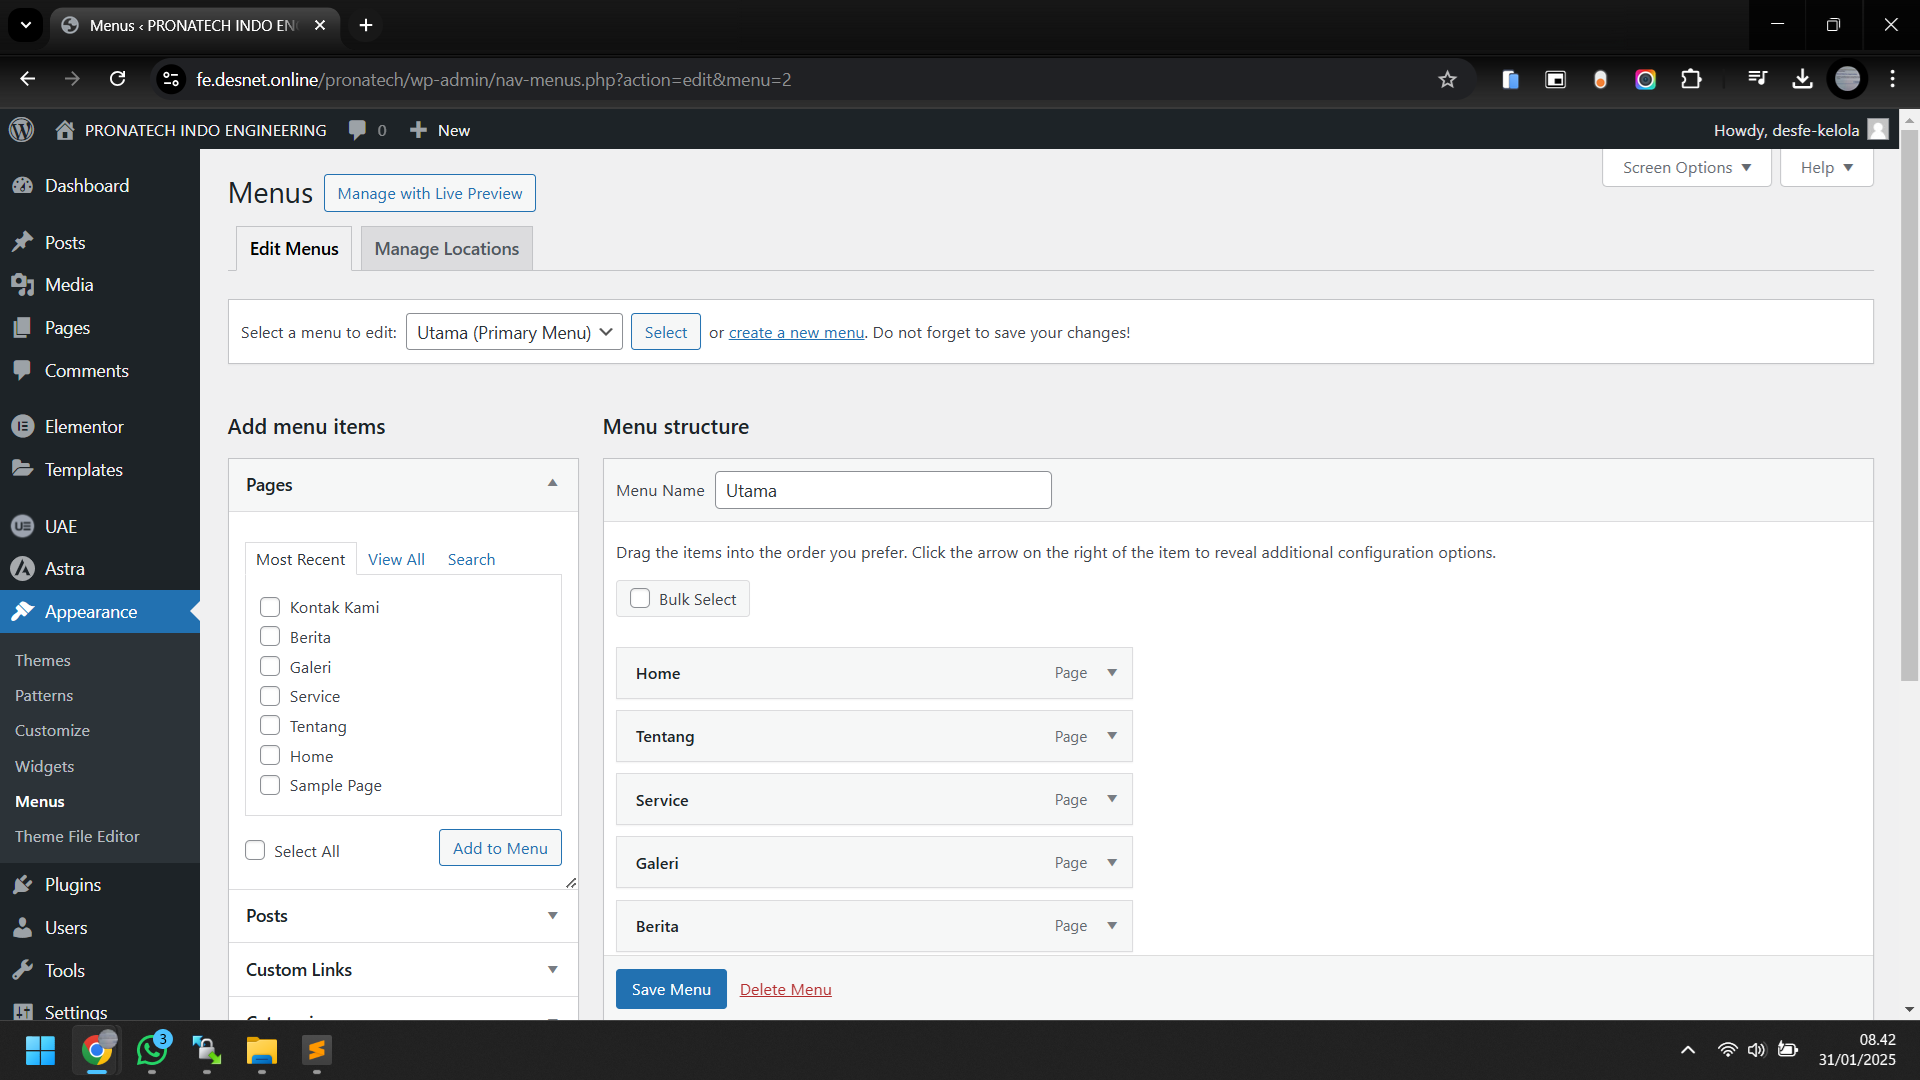 Menus ‹ PRONATECH INDO EN
fe.desnet.online/pronatech/wp-admin/nav-menus.php?action=edit&menu=2
PRONATECH INDO ENGINEERING
0
New
Howdy, desfe-kelola
Dashboard
Posts
Media
Pages
Comments
Elementor
Templates
UAE
Astra
Appearance
Themes
Patterns
Customize
Widgets
Menus
Theme File Editor
Plugins
Users
Tools
Settings
Screen Options
Help
Menus
Manage with Live Preview
Edit Menus
Manage Locations
Select a menu to edit: Utama (Primary Menu) Select or create a new menu. Do not forget to save your changes!
Add menu items
Pages
Most Recent View All Search
Kontak Kami
Berita
Galeri
Service
Tentang
Home
Sample Page
Select All
Add to Menu
Posts
Custom Links
Menu structure
Menu Name Utama
Drag the items into the order you prefer. Click the arrow on the right of the item to reveal additional configuration options.
Bulk Select
Home Page
Tentang Page
Service Page
Galeri Page
Berita Page
Save Menu Delete Menu
3
08.42
31/01/2025